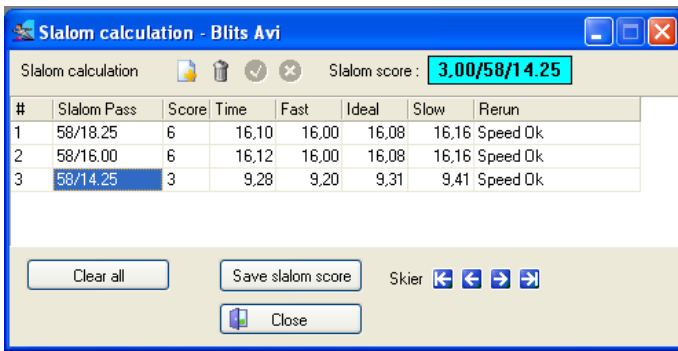 Slalom calculation - Blits Avi
Slalom calculation Slalom score : 3,00/58/14.25
# Slalom Pass Score Time Fast Ideal Slow Rerun
1 58/18.25 6 16,10 16,00 16,08 16,16 Speed Ok
2 58/16.00 6 16,12 16,00 16,08 16,16 Speed Ok
3 58/14.25 3 9,28 9,20 9,31 9,41 Speed Ok
Clear all Save slalom score Skier
Close